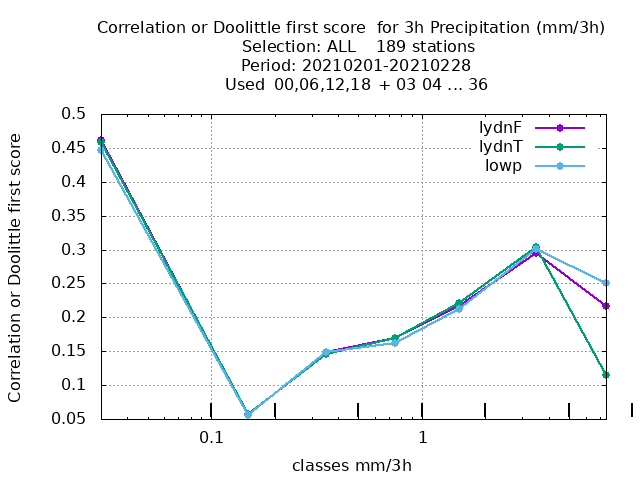 Correlation or Doolittle first score  for 3h Precipitation (mm/3h)
Selection: ALL    189 stations
Period: 20210201-20210228
Used  00,06,12,18  + 03 04 ... 36
0.5
0.45
0.4
0.35
0.3
0.25
0.2
0.15
0.1
0.05
Correlation or Doolittle first score
lydnF
lydnT
lowp
0.1
1
classes mm/3h